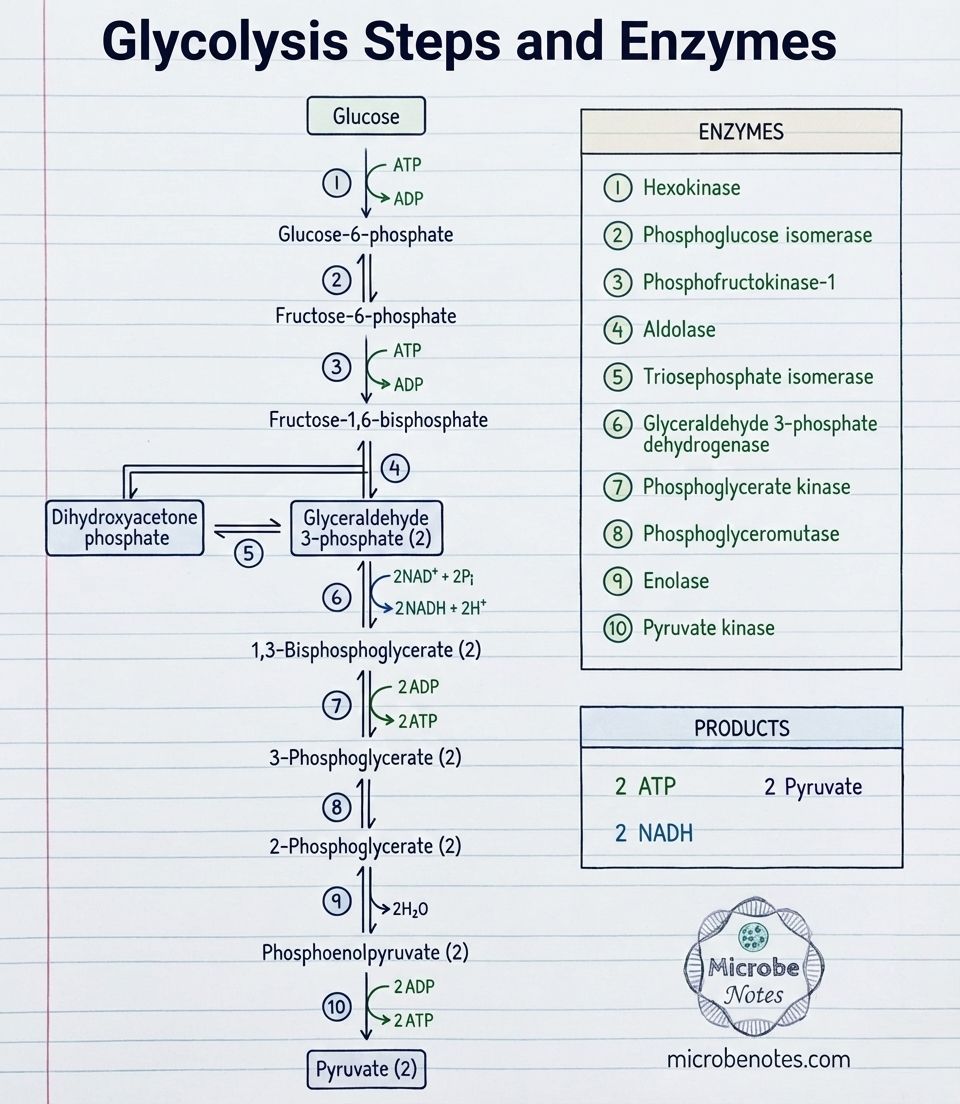 Glycolysis Steps and Enzymes
Glucose
1
ATP
ADP
Glucose-6-phosphate
2
Fructose-6-phosphate
3
ATP
ADP
Fructose-1,6-bisphosphate
4
Dihydroxyacetone
phosphate
5
Glyceraldehyde
3-phosphate (2)
6
2NAD⁺ + 2Pᵢ
2NADH + 2H⁺
1,3-Bisphosphoglycerate (2)
7
2 ADP
2 ATP
3-Phosphoglycerate (2)
8
2-Phosphoglycerate (2)
9
2H₂O
Phosphoenolpyruvate (2)
10
2 ADP
2 ATP
Pyruvate (2)
ENZYMES
1 Hexokinase
2 Phosphoglucose isomerase
3 Phosphofructokinase-1
4 Aldolase
5 Triosephosphate isomerase
6 Glyceraldehyde 3-phosphate
dehydrogenase
7 Phosphoglycerate kinase
8 Phosphoglyceromutase
9 Enolase
10 Pyruvate kinase
PRODUCTS
2 ATP 2 Pyruvate
2 NADH
Microbe
Notes
microbenotes.com